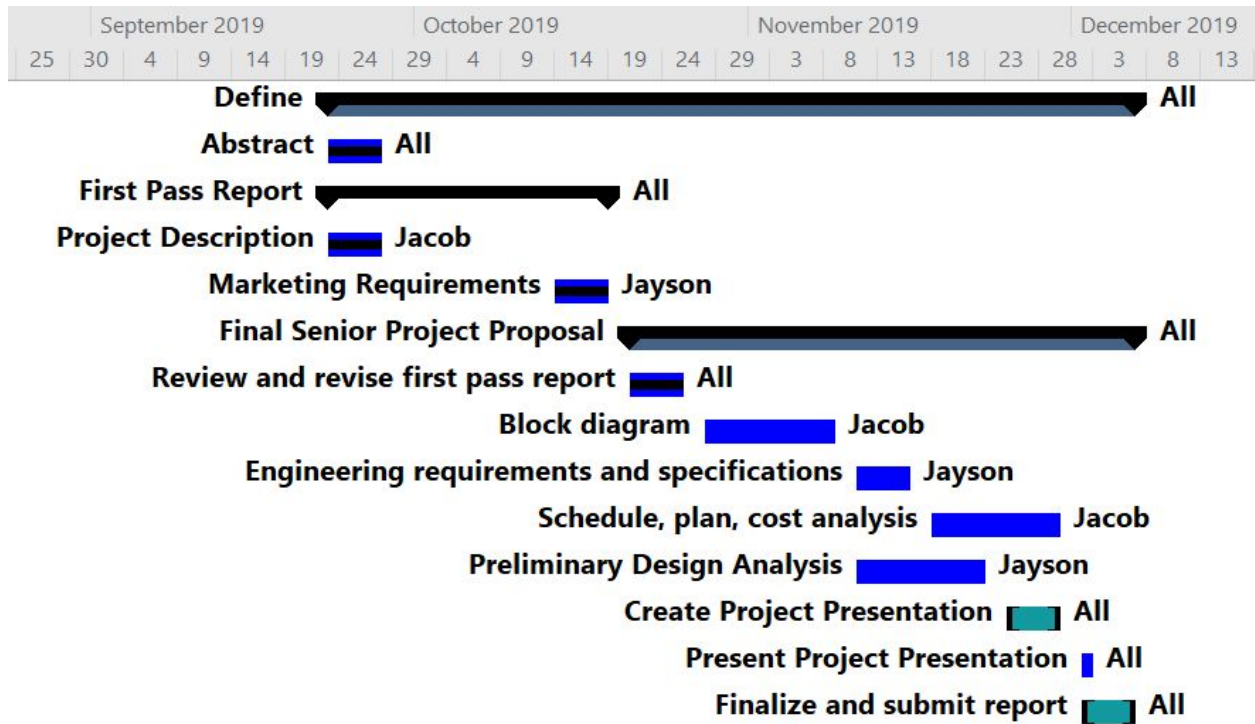 September 2019 October 2019 November 2019 December 2019
25 30 4 9 14 19 24 29 4 9 14 19 24 29 3 8 13 18 23 28 3 8 13
Define All
Abstract All
First Pass Report All
Project Description Jacob
Marketing Requirements Jayson
Final Senior Project Proposal All
Review and revise first pass report All
Block diagram Jacob
Engineering requirements and specifications Jayson
Schedule, plan, cost analysis Jacob
Preliminary Design Analysis Jayson
Create Project Presentation All
Present Project Presentation All
Finalize and submit report All